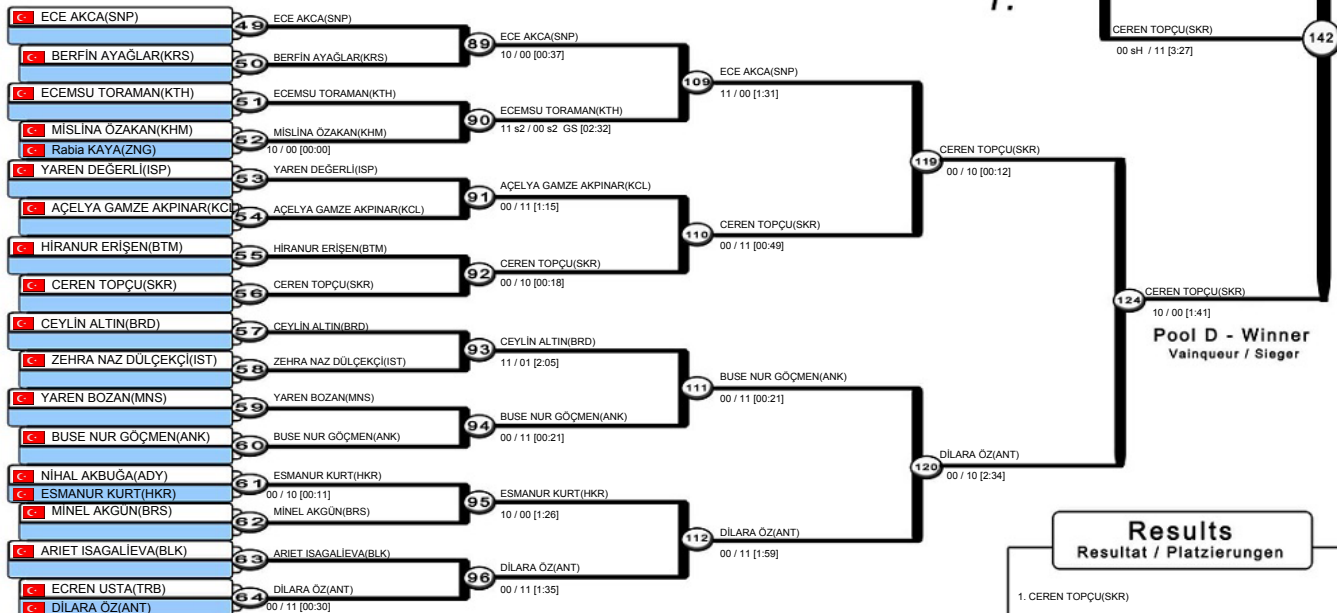 ECE AKCA(SNP)
49
ECE AKCA(SNP)
BERFİN AYAĞLAR(KRS)
50
BERFİN AYAĞLAR(KRS)
89
ECE AKCA(SNP)
10 / 00 [00:37]
ECEMSU TORAMAN(KTH)
51
ECEMSU TORAMAN(KTH)
MİSLİNA ÖZAKAN(KHM)
Rabia KAYA(ZNG)
52
MİSLİNA ÖZAKAN(KHM)
10 / 00 [00:00]
90
ECEMSU TORAMAN(KTH)
11 s2 / 00 s2 GS [02:32]
109
ECE AKCA(SNP)
11 / 00 [1:31]
YAREN DEĞERLİ(ISP)
53
YAREN DEĞERLİ(ISP)
AÇELYA GAMZE AKPINAR(KCL)
54
AÇELYA GAMZE AKPINAR(KCL)
91
AÇELYA GAMZE AKPINAR(KCL)
00 / 11 [1:15]
HİRANUR ERİŞEN(BTM)
55
HİRANUR ERİŞEN(BTM)
CEREN TOPÇU(SKR)
56
CEREN TOPÇU(SKR)
92
CEREN TOPÇU(SKR)
00 / 10 [00:18]
110
CEREN TOPÇU(SKR)
00 / 11 [00:49]
119
CEREN TOPÇU(SKR)
00 / 10 [00:12]
CEYLİN ALTIN(BRD)
57
CEYLİN ALTIN(BRD)
ZEHRA NAZ DÜLÇEKÇİ(IST)
58
ZEHRA NAZ DÜLÇEKÇİ(IST)
93
CEYLİN ALTIN(BRD)
11 / 01 [2:05]
YAREN BOZAN(MNS)
59
YAREN BOZAN(MNS)
BUSE NUR GÖÇMEN(ANK)
60
BUSE NUR GÖÇMEN(ANK)
94
BUSE NUR GÖÇMEN(ANK)
00 / 11 [00:21]
111
BUSE NUR GÖÇMEN(ANK)
00 / 11 [00:21]
NİHAL AKBUĞA(ADY)
ESMANUR KURT(HKR)
61
ESMANUR KURT(HKR)
00 / 10 [00:11]
MİNEL AKGÜN(BRS)
62
MİNEL AKGÜN(BRS)
95
ESMANUR KURT(HKR)
10 / 00 [1:26]
ARIET ISAGALİEVA(BLK)
63
ARIET ISAGALİEVA(BLK)
ECREN USTA(TRB)
DİLARA ÖZ(ANT)
64
DİLARA ÖZ(ANT)
00 / 11 [00:30]
96
DİLARA ÖZ(ANT)
00 / 11 [1:35]
112
DİLARA ÖZ(ANT)
00 / 11 [1:59]
120
DİLARA ÖZ(ANT)
00 / 10 [2:34]
124
CEREN TOPÇU(SKR)
10 / 00 [1:41]
Pool D - Winner
Vainqueur / Sieger
CEREN TOPÇU(SKR)
00 sH / 11 [3:27]
142
Results
Resultat / Platzierungen
1. CEREN TOPÇU(SKR)